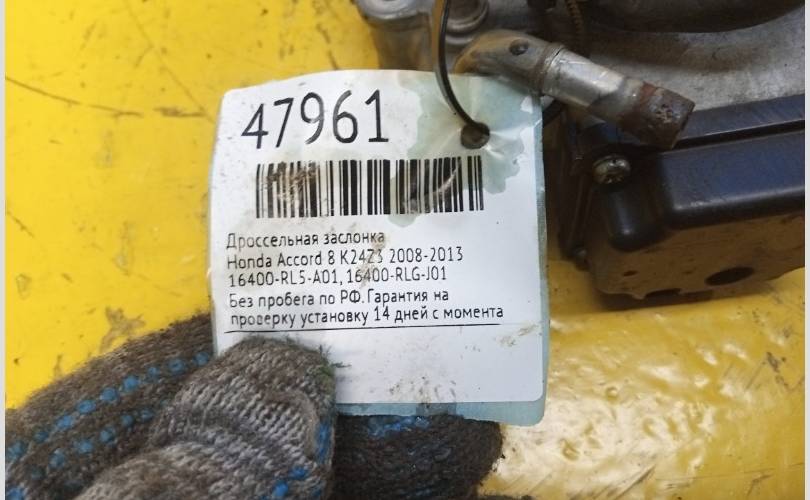 47961
Дроссельная заслонка
Honda Accord 8 K24Z3 2008-2013
16400-RL5-A01, 16400-RLG-J01
Без пробега по РФ. Гарантия на
проверку установку 14 дней с момента